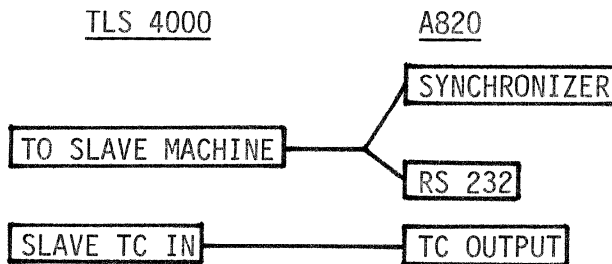 TLS 4000 A820
SYNCHRONIZER
TO SLAVE MACHINE
RS 232
SLAVE TC IN TC OUTPUT